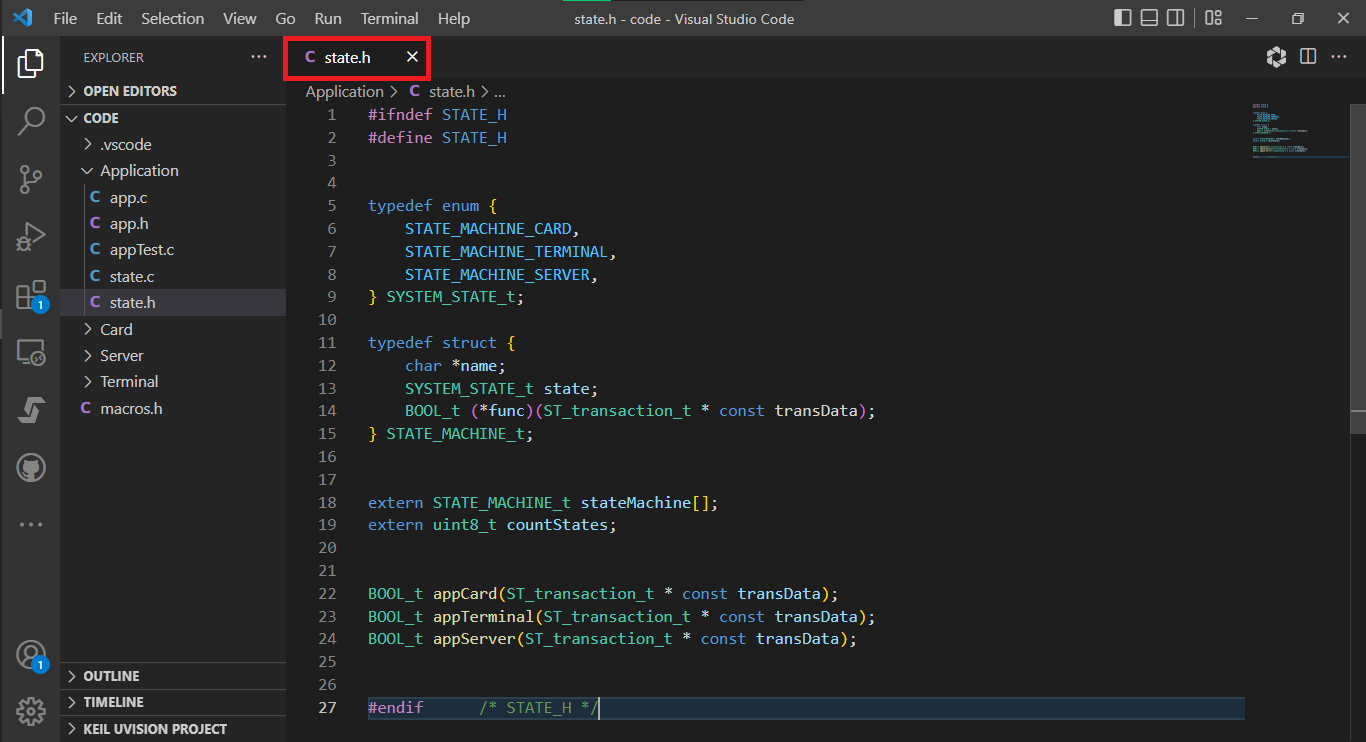 File Edit Selection View Go Run Terminal Help
state.h - code - Visual Studio Code
EXPLORER ...
OPEN EDITORS
CODE
.vscode
Application
C app.c
C app.h
C appTest.c
C state.c
C state.h
Card
Server
Terminal
C macros.h
OUTLINE
TIMELINE
KEIL UVISION PROJECT
1
1
C state.h
Application > C state.h > ...
1 #ifndef STATE_H
2 #define STATE_H
3
4
5 typedef enum {
6     STATE_MACHINE_CARD,
7     STATE_MACHINE_TERMINAL,
8     STATE_MACHINE_SERVER,
9 } SYSTEM_STATE_t;
10
11 typedef struct {
12     char *name;
13     SYSTEM_STATE_t state;
14     BOOL_t (*func)(ST_transaction_t * const transData);
15 } STATE_MACHINE_t;
16
17
18 extern STATE_MACHINE_t stateMachine[];
19 extern uint8_t countStates;
20
21
22 BOOL_t appCard(ST_transaction_t * const transData);
23 BOOL_t appTerminal(ST_transaction_t * const transData);
24 BOOL_t appServer(ST_transaction_t * const transData);
25
26
27 #endif      /* STATE_H */